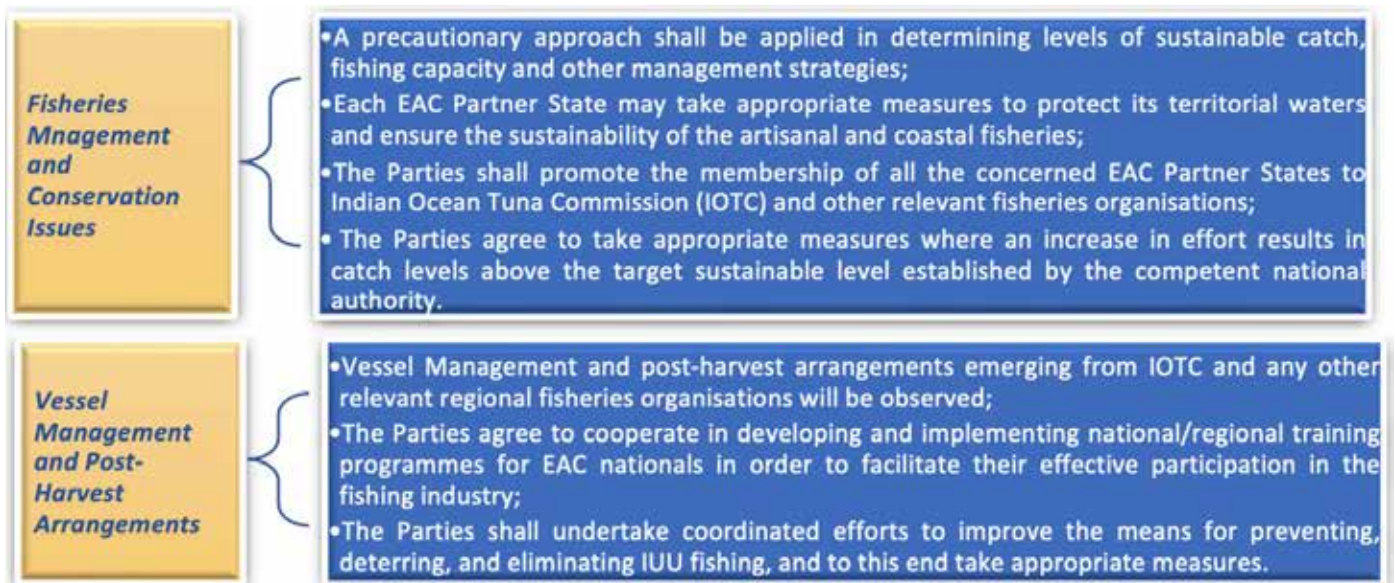 Fisheries
Mnagement
and
Conservation
Issues
•A precautionary approach shall be applied in determining levels of sustainable catch,
fishing capacity and other management strategies;
•Each EAC Partner State may take appropriate measures to protect its territorial waters
and ensure the sustainability of the artisanal and coastal fisheries;
•The Parties shall promote the membership of all the concerned EAC Partner States to
Indian Ocean Tuna Commission (IOTC) and other relevant fisheries organisations;
• The Parties agree to take appropriate measures where an increase in effort results in
catch levels above the target sustainable level established by the competent national
authority.
Vessel
Management
and Post-
Harvest
Arrangements
•Vessel Management and post-harvest arrangements emerging from IOTC and any other
relevant regional fisheries organisations will be observed;
•The Parties agree to cooperate in developing and implementing national/regional training
programmes for EAC nationals in order to facilitate their effective participation in the
fishing industry;
•The Parties shall undertake coordinated efforts to improve the means for preventing,
deterring, and eliminating IUU fishing, and to this end take appropriate measures.